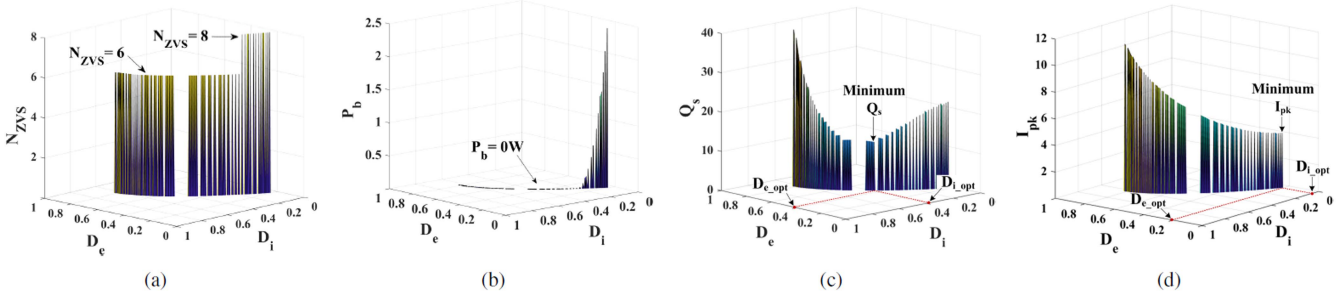 8
6
4
2
N_ZVS
N_ZVS = 6
N_ZVS = 8
1
0.8
0.6
0.4
0.2
0
D_e
1
0.8
0.6
0.4
0.2
0
D_i
(a)
2.5
2
1.5
1
0.5
P_b
P_b = 0W
1
0.8
0.6
0.4
0.2
0
D_e
1
0.8
0.6
0.4
0.2
0
D_i
(b)
40
30
20
10
0
Q_s
Minimum
Q_s
D_e_opt
D_i_opt
1
0.8
0.6
0.4
0.2
0
D_e
1
0.8
0.6
0.4
0.2
0
D_i
(c)
12
10
8
6
4
2
I_pk
Minimum
I_pk
D_i_opt
D_e_opt
1
0.8
0.6
0.4
0.2
0
D_e
1
0.8
0.6
0.4
0.2
0
D_i
(d)